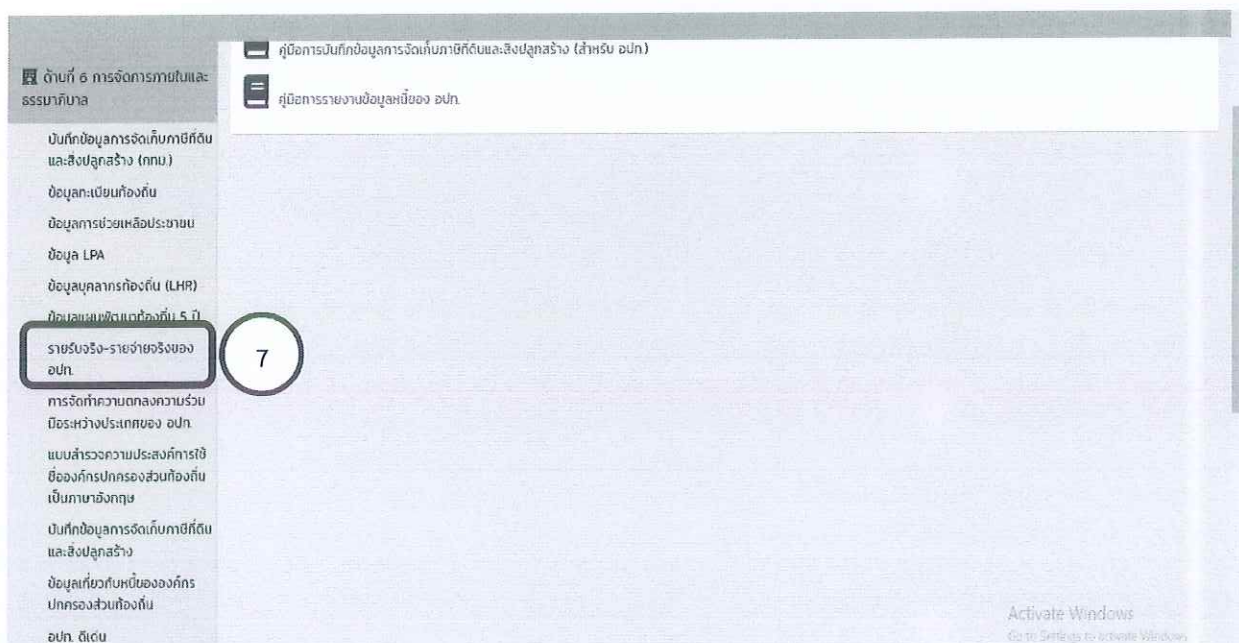 คู่มือการบันทึกข้อมูลการจัดเก็บภาษีที่ดินและสิ่งปลูกสร้าง (สำหรับ อปท.)
คู่มือการรายงานข้อมูลหนี้ของ อปท.
ด้านที่ 6 การจัดการภายในและ
ธรรมาภิบาล
บันทึกข้อมูลการจัดเก็บภาษีที่ดิน
และสิ่งปลูกสร้าง (กทม.)
ข้อมูลทะเบียนท้องถิ่น
ข้อมูลการช่วยเหลือประชาชน
ข้อมูล LPA
ข้อมูลบุคลากรท้องถิ่น (LHR)
ข้อมูลแผนพัฒนาท้องถิ่น 5 ปี
รายรับจริง-รายจ่ายจริงของ
อปท.
7
การจัดทำความตกลงความร่วม
มือระหว่างประเทศของ อปท.
แบบสำรวจความประสงค์การใช้
ชื่อองค์กรปกครองส่วนท้องถิ่น
เป็นภาษาอังกฤษ
บันทึกข้อมูลการจัดเก็บภาษีที่ดิน
และสิ่งปลูกสร้าง
ข้อมูลเกี่ยวกับหนี้ขององค์กร
ปกครองส่วนท้องถิ่น
อปท. ดีเด่น
Activate Windows
Go to Settings to activate Windows.